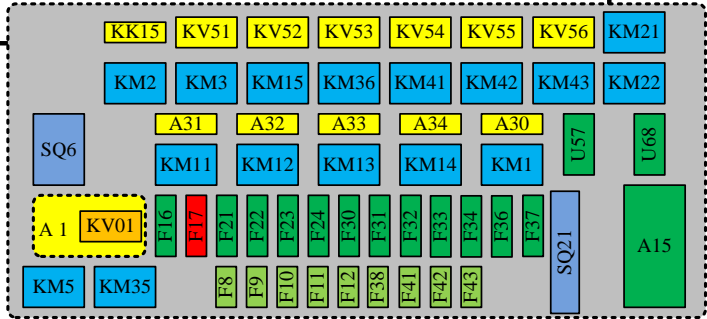 KK15 KV51 KV52 KV53 KV54 KV55 KV56 KM21
KM2 KM3 KM15 KM36 KM41 KM42 KM43 KM22
SQ6 A31 A32 A33 A34 A30 U57 U68
KM11 KM12 KM13 KM14 KM1
A 1 KV01 F16 F17 F21 F22 F23 F24 F30 F31 F32 F33 F34 F36 F37 SQ21 A15
KM5 KM35 F8 F9 F10 F11 F12 F38 F41 F42 F43